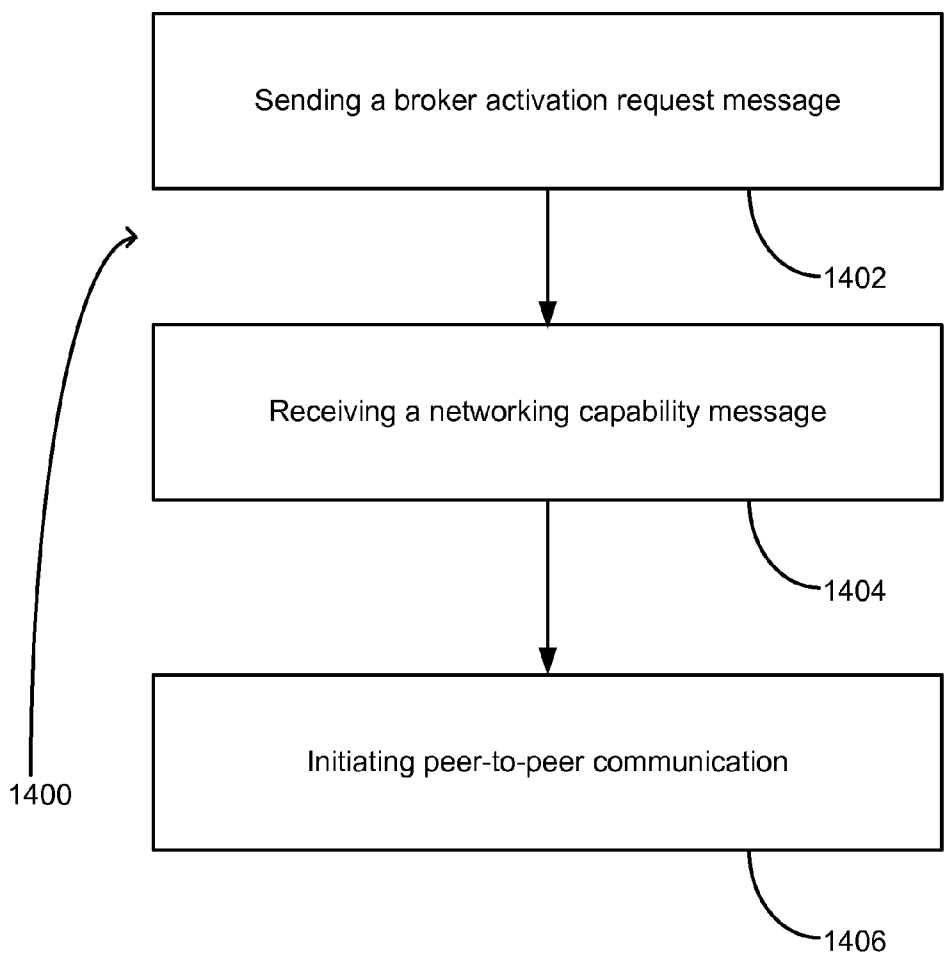 Sending a broker activation request message
1402
Receiving a networking capability message
1404
Initiating peer-to-peer communication
1400
1406